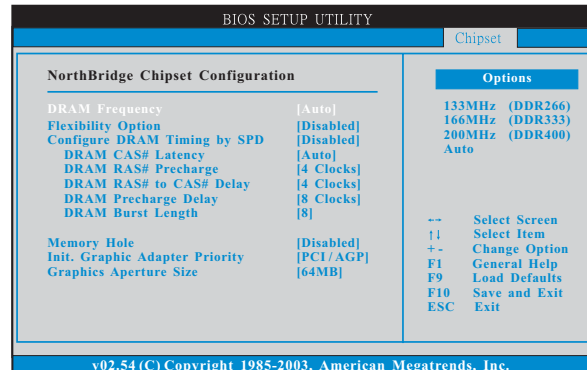 BIOS SETUP UTILITY
Chipset
NorthBridge Chipset Configuration
DRAM Frequency [Auto]
Flexibility Option [Disabled]
Configure DRAM Timing by SPD [Disabled]
DRAM CAS# Latency [Auto]
DRAM RAS# Precharge [4 Clocks]
DRAM RAS# to CAS# Delay [4 Clocks]
DRAM Precharge Delay [8 Clocks]
DRAM Burst Length [8]
Memory Hole [Disabled]
Init. Graphic Adapter Priority [PCI/AGP]
Graphics Aperture Size [64MB]
Options
133MHz (DDR266)
166MHz (DDR333)
200MHz (DDR400)
Auto
↔ Select Screen
↑↓ Select Item
+ - Change Option
F1 General Help
F9 Load Defaults
F10 Save and Exit
ESC Exit
v02.54 (C) Copyright 1985-2003, American Megatrends, Inc.